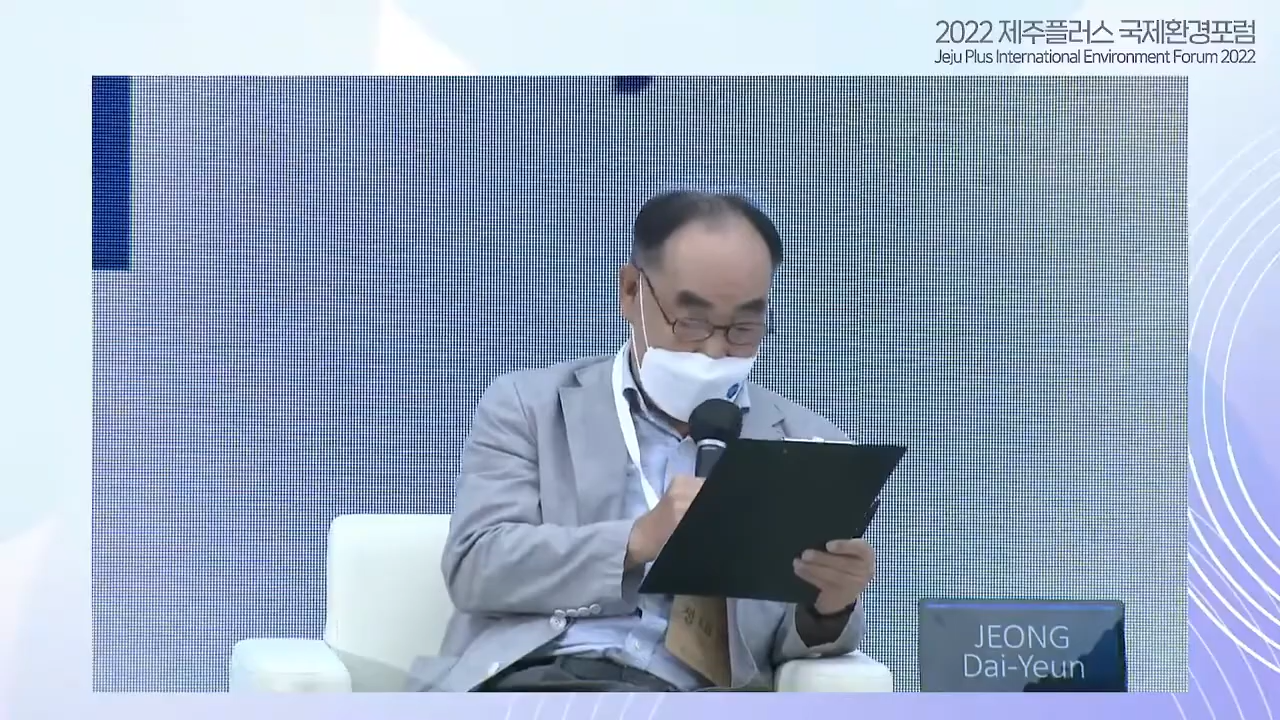 2022 제주플러스 국제환경포럼
Jeju Plus International Environment Forum 2022
JEONG
Dai-Yeun